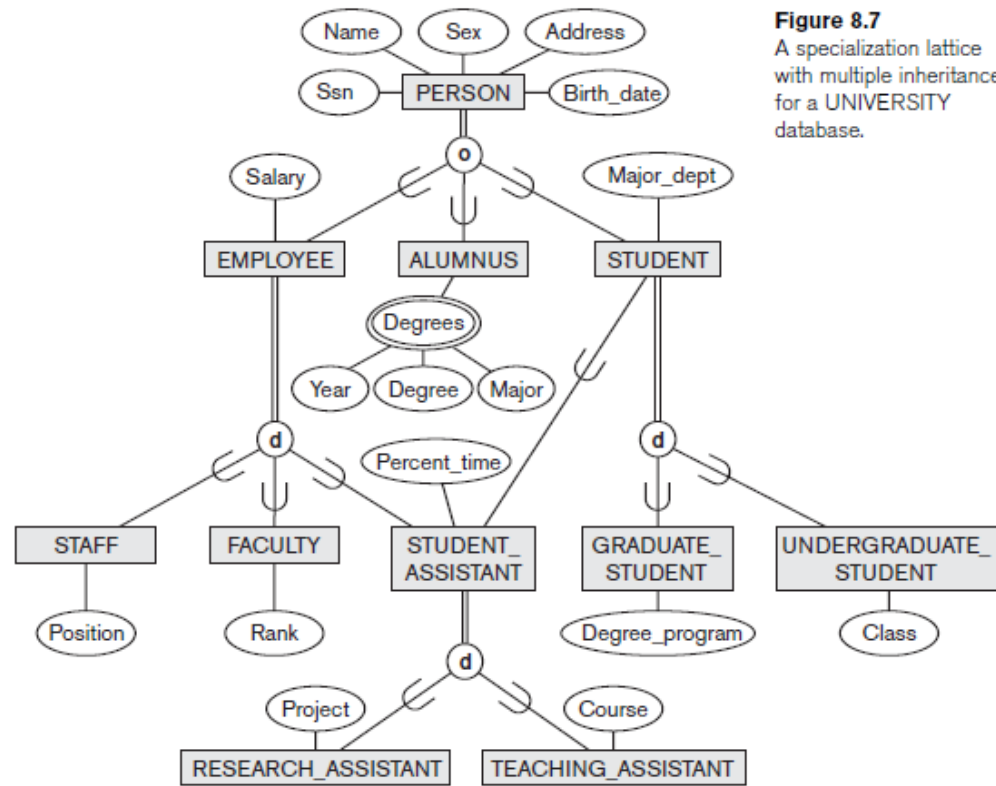 Name
Sex
Address
Figure 8.7
A specialization lattice
with multiple inheritance
for a UNIVERSITY
database.
Ssn
PERSON
Birth_date
o
Salary
Major_dept
EMPLOYEE
ALUMNUS
STUDENT
Degrees
Year
Degree
Major
d
d
Percent_time
STAFF
FACULTY
STUDENT_
ASSISTANT
GRADUATE_
STUDENT
UNDERGRADUATE_
STUDENT
Position
Rank
Degree_program
Class
d
Project
Course
RESEARCH_ASSISTANT
TEACHING_ASSISTANT